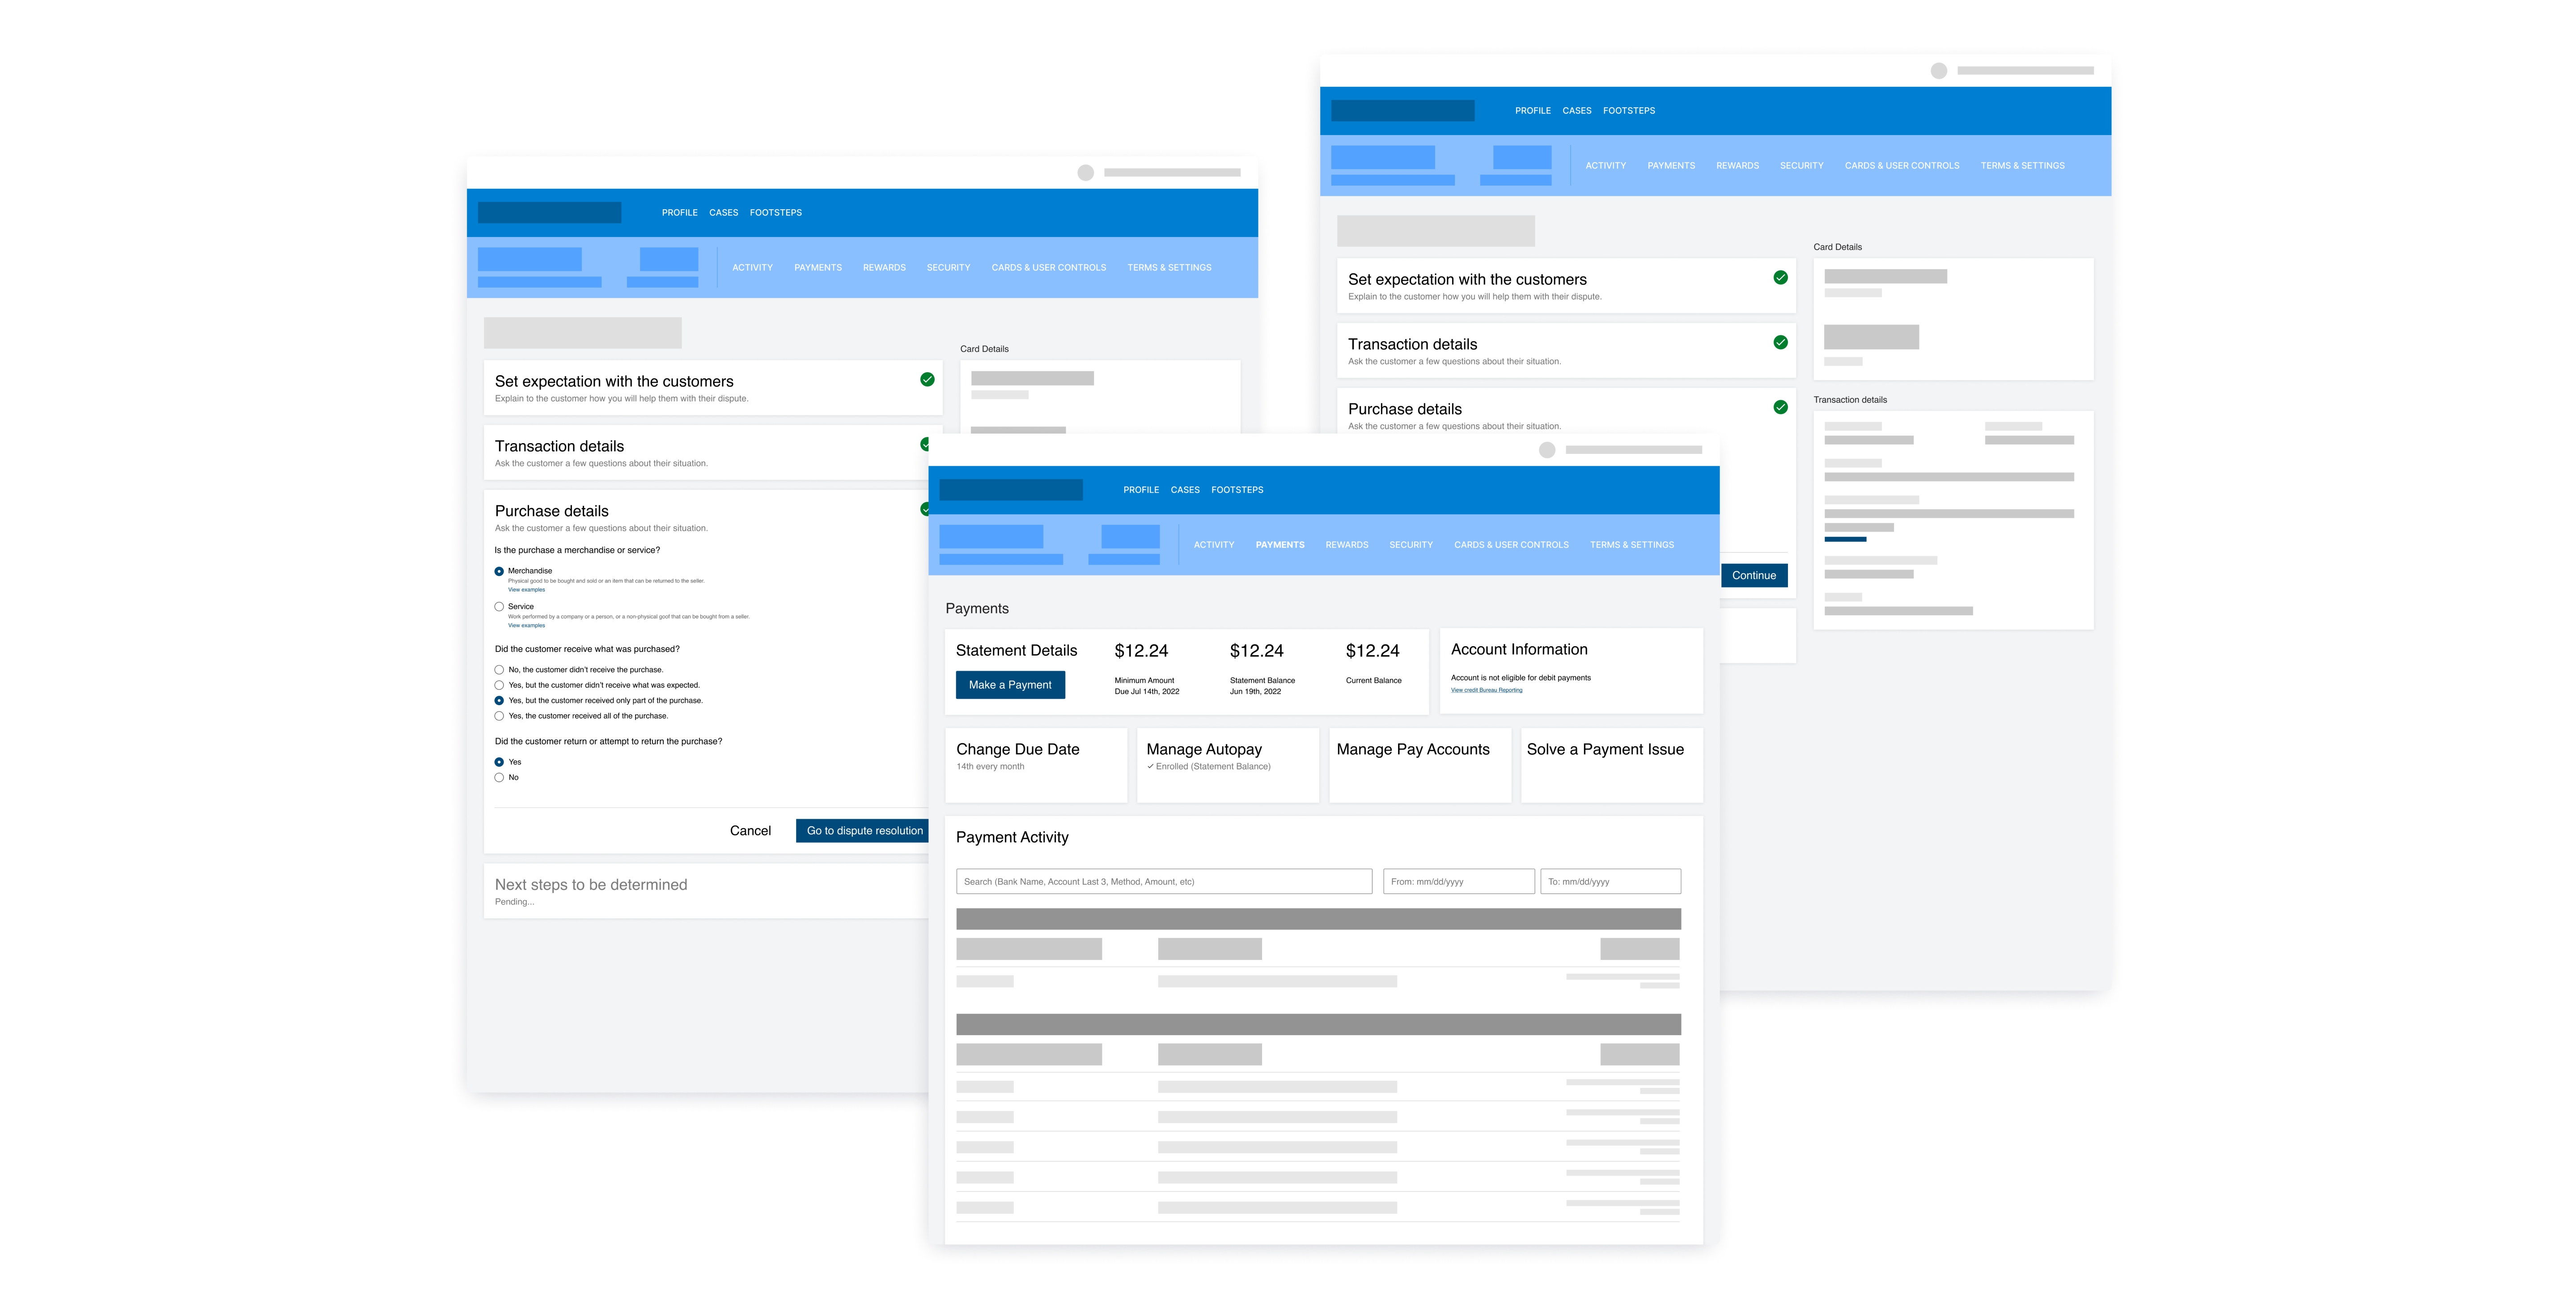 PROFILE CASES FOOTSTEPS
ACTIVITY PAYMENTS REWARDS SECURITY CARDS & USER CONTROLS TERMS & SETTINGS
Card Details
Set expectation with the customers
Explain to the customer how you will help them with their dispute.
Transaction details
Ask the customer a few questions about their situation.
Purchase details
Ask the customer a few questions about their situation.
Is the purchase a merchandise or service?
Merchandise
Physical good to be bought and sold or an item that can be returned to the seller.
View examples
Service
Work performed by a company or a person, or a non-physical goof that can be bought from a seller.
View examples
Did the customer receive what was purchased?
No, the customer didn't receive the purchase.
Yes, but the customer didn't receive what was expected.
Yes, but the customer received only part of the purchase.
Yes, the customer received all of the purchase.
Did the customer return or attempt to return the purchase?
Yes
No
Cancel Go to dispute resolution
Next steps to be determined
Pending...
PROFILE CASES FOOTSTEPS
ACTIVITY PAYMENTS REWARDS SECURITY CARDS & USER CONTROLS TERMS & SETTINGS
Payments
Statement Details $12.24 $12.24 $12.24
Make a Payment
Minimum Amount Statement Balance Current Balance
Due Jul 14th, 2022 Jun 19th, 2022
Account Information
Account is not eligible for debit payments
View credit Bureau Reporting
Change Due Date
14th every month
Manage Autopay
✓ Enrolled (Statement Balance)
Manage Pay Accounts
Solve a Payment Issue
Payment Activity
Search (Bank Name, Account Last 3, Method, Amount, etc) From: mm/dd/yyyy To: mm/dd/yyyy
PROFILE CASES FOOTSTEPS
ACTIVITY PAYMENTS REWARDS SECURITY CARDS & USER CONTROLS TERMS & SETTINGS
Set expectation with the customers
Explain to the customer how you will help them with their dispute.
Transaction details
Ask the customer a few questions about their situation.
Purchase details
Ask the customer a few questions about their situation.
Continue
Card Details
Transaction details